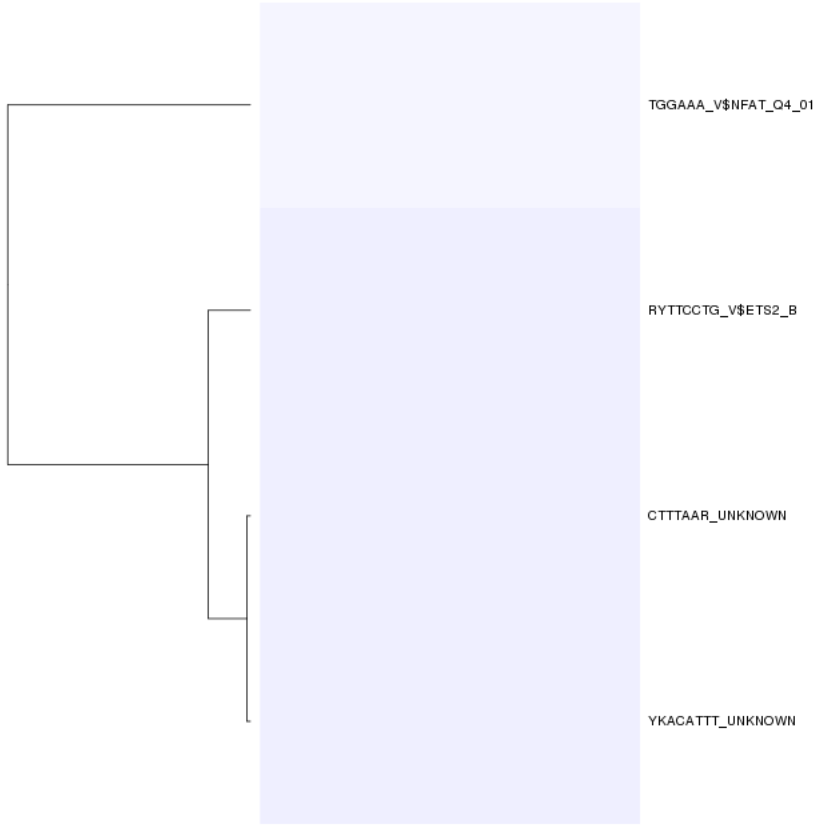 TGGAAA_V$NFAT_Q4_01
RYTTCCTG_V$ETS2_B
CTTTAAR_UNKNOWN
YKACATTT_UNKNOWN